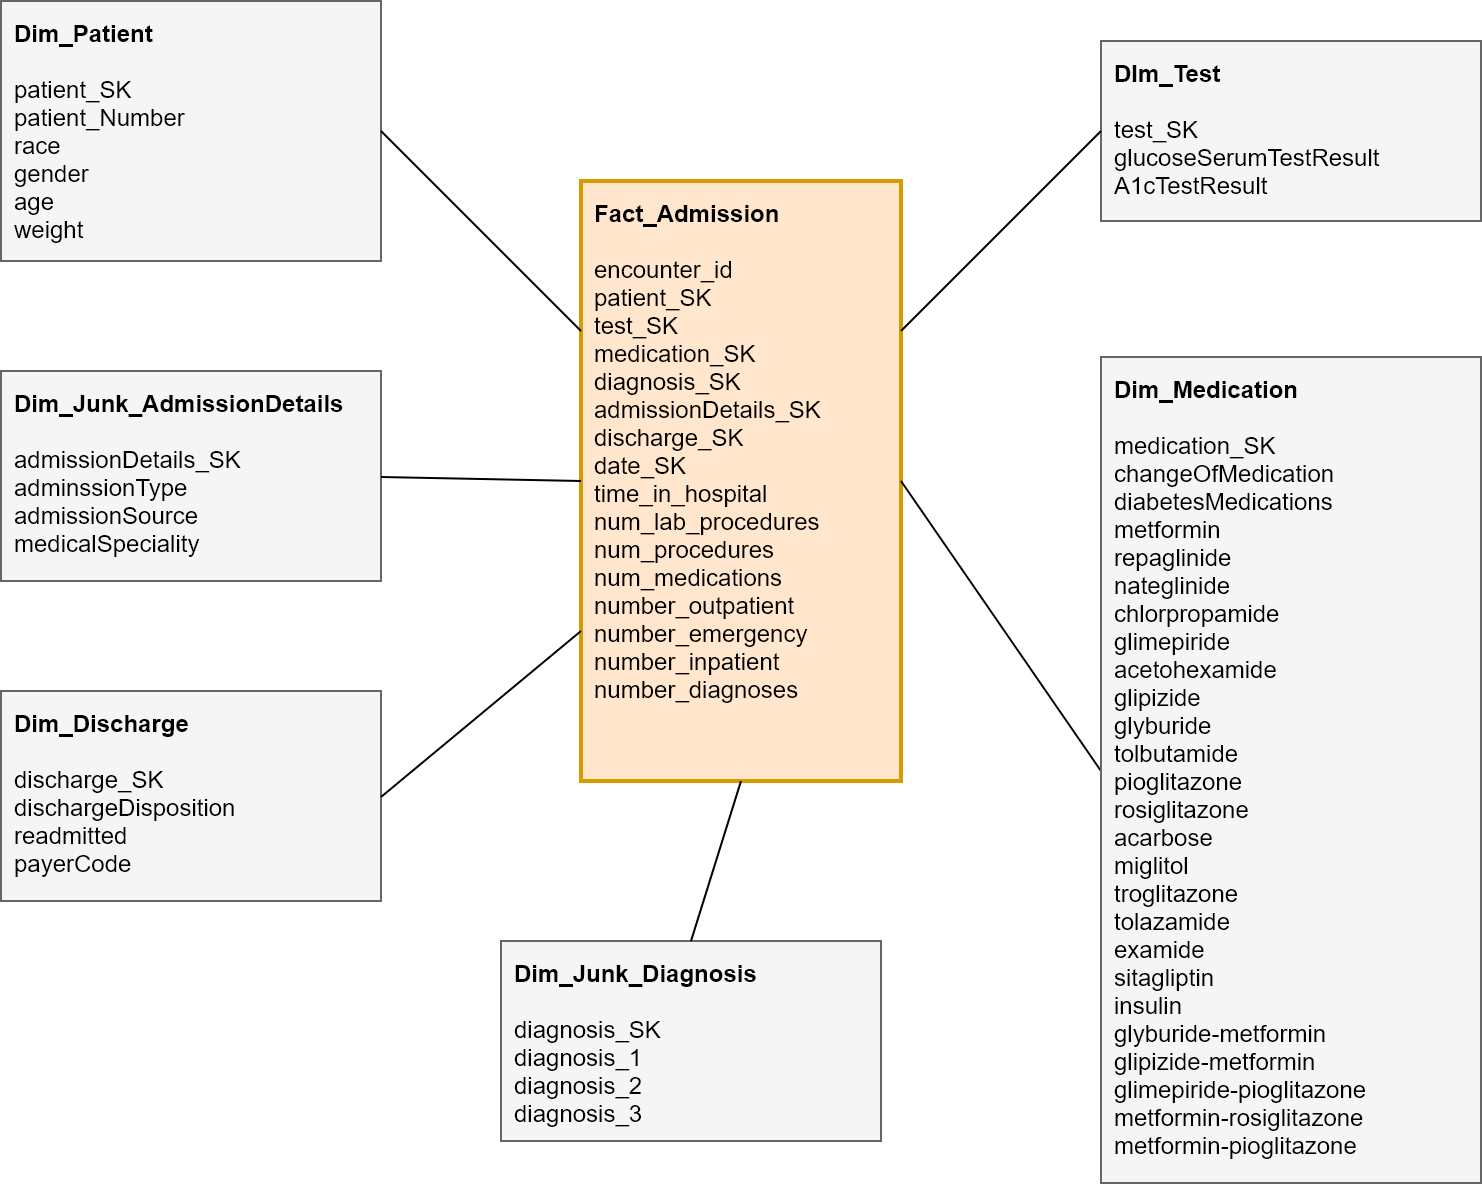 Dim_Patient
patient_SK
patient_Number
race
gender
age
weight
Dim_Junk_AdmissionDetails
admissionDetails_SK
adminssionType
admissionSource
medicalSpeciality
Dim_Discharge
discharge_SK
dischargeDisposition
readmitted
payerCode
Fact_Admission
encounter_id
patient_SK
test_SK
medication_SK
diagnosis_SK
admissionDetails_SK
discharge_SK
date_SK
time_in_hospital
num_lab_procedures
num_procedures
num_medications
number_outpatient
number_emergency
number_inpatient
number_diagnoses
Dim_Junk_Diagnosis
diagnosis_SK
diagnosis_1
diagnosis_2
diagnosis_3
DIm_Test
test_SK
glucoseSerumTestResult
A1cTestResult
Dim_Medication
medication_SK
changeOfMedication
diabetesMedications
metformin
repaglinide
nateglinide
chlorpropamide
glimepiride
acetohexamide
glipizide
glyburide
tolbutamide
pioglitazone
rosiglitazone
acarbose
miglitol
troglitazone
tolazamide
examide
sitagliptin
insulin
glyburide-metformin
glipizide-metformin
glimepiride-pioglitazone
metformin-rosiglitazone
metformin-pioglitazone